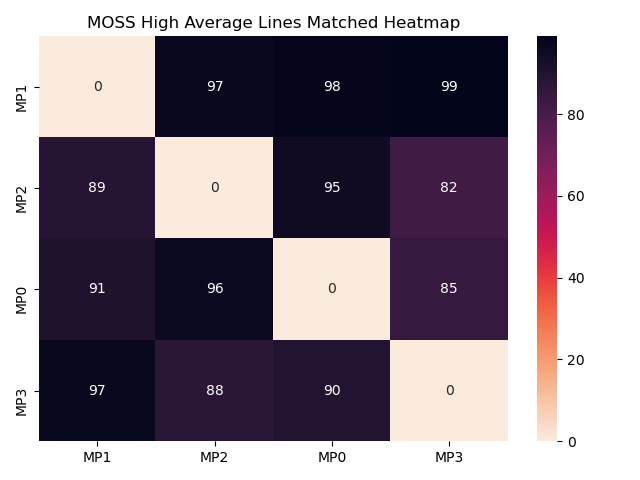 MOSS High Average Lines Matched Heatmap
MP1 0 97 98 99
MP2 89 0 95 82
MP0 91 96 0 85
MP3 97 88 90 0
MP1 MP2 MP0 MP3
80
60
40
20
0